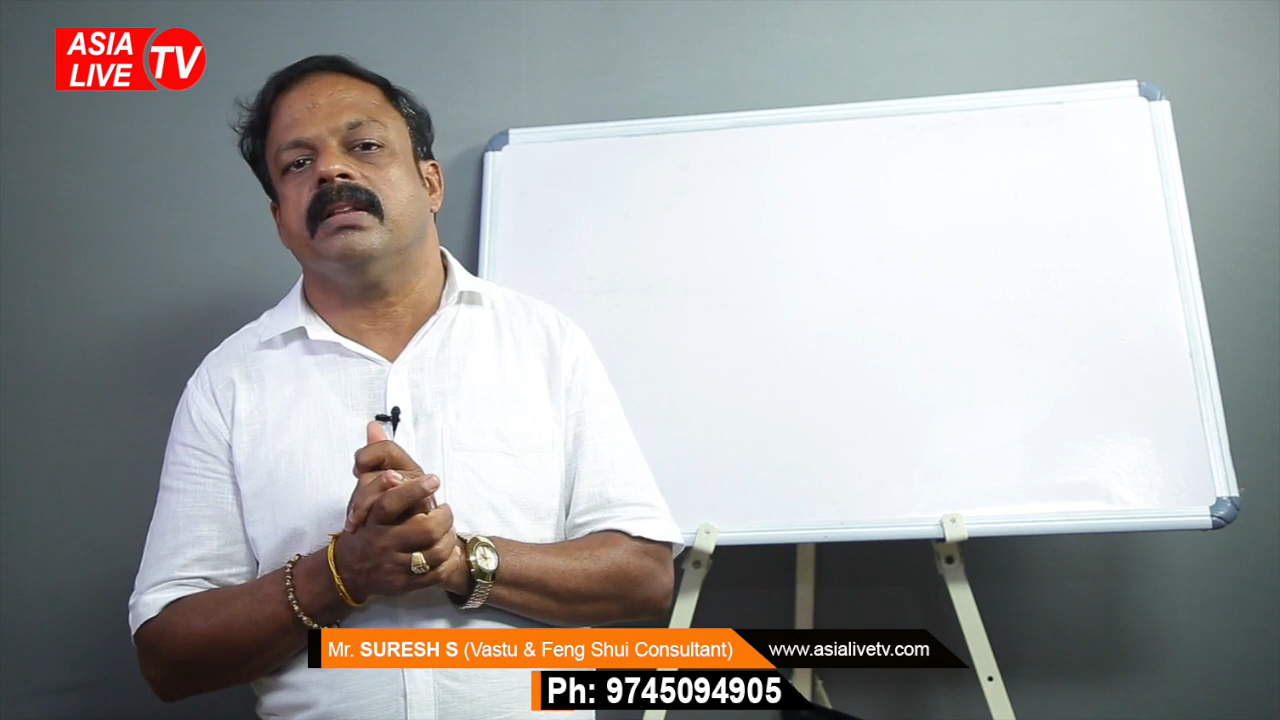 ASIA
LIVE
TV
Mr. SURESH S (Vastu & Feng Shui Consultant)
www.asialivetv.com
Ph: 9745094905